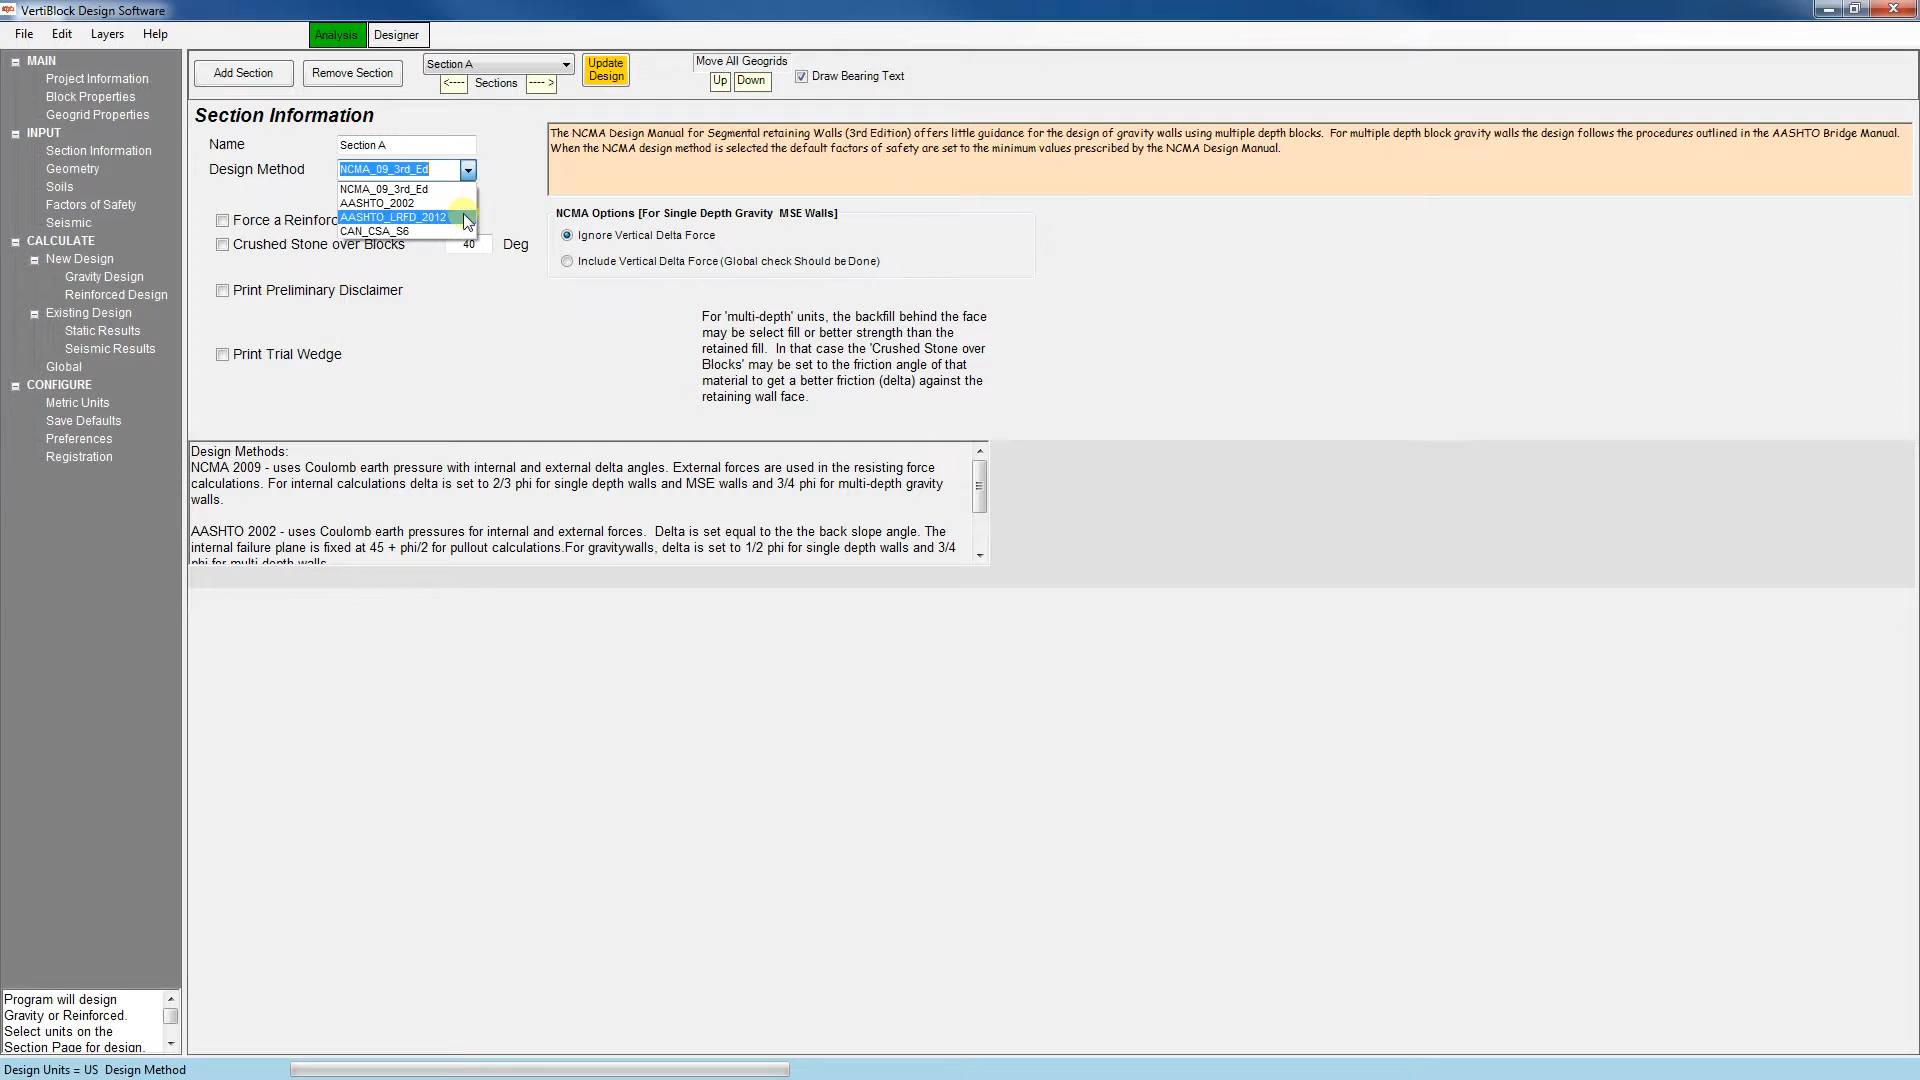 VertiBlock Design Software
File Edit Layers Help
Analysis Designer
MAIN
Project Information
Block Properties
Geogrid Properties
INPUT
Section Information
Geometry
Soils
Factors of Safety
Seismic
CALCULATE
New Design
Gravity Design
Reinforced Design
Existing Design
Static Results
Seismic Results
Global
CONFIGURE
Metric Units
Save Defaults
Preferences
Registration
Program will design
Gravity or Reinforced.
Select units on the
Section Page for design.
Add Section
Remove Section
Section A
<---- Sections ---- >
Update
Design
Move All Geogrids
Up Down
Draw Bearing Text
Section Information
Name Section A
Design Method NCMA_09_3rd_Ed
NCMA_09_3rd_Ed
AASHTO_2002
AASHTO_LRFD_2012
CAN_CSA_S6
Force a Reinforc
Crushed Stone over Blocks 40 Deg
Print Preliminary Disclaimer
Print Trial Wedge
The NCMA Design Manual for Segmental retaining Walls (3rd Edition) offers little guidance for the design of gravity walls using multiple depth blocks. For multiple depth block gravity walls the design follows the procedures outlined in the AASHTO Bridge Manual.
When the NCMA design method is selected the default factors of safety are set to the minimum values prescribed by the NCMA Design Manual.
NCMA Options [For Single Depth Gravity MSE Walls]
Ignore Vertical Delta Force
Include Vertical Delta Force (Global check Should be Done)
For 'multi-depth' units, the backfill behind the face
may be select fill or better strength than the
retained fill. In that case the 'Crushed Stone over
Blocks' may be set to the friction angle of that
material to get a better friction (delta) against the
retaining wall face.
Design Methods:
NCMA 2009 - uses Coulomb earth pressure with internal and external delta angles. External forces are used in the resisting force
calculations. For internal calculations delta is set to 2/3 phi for single depth walls and MSE walls and 3/4 phi for multi-depth gravity
walls.
AASHTO 2002 - uses Coulomb earth pressures for internal and external forces. Delta is set equal to the the back slope angle. The
internal failure plane is fixed at 45 + phi/2 for pullout calculations.For gravitywalls, delta is set to 1/2 phi for single depth walls and 3/4
phi for multi depth walls
Design Units = US Design Method